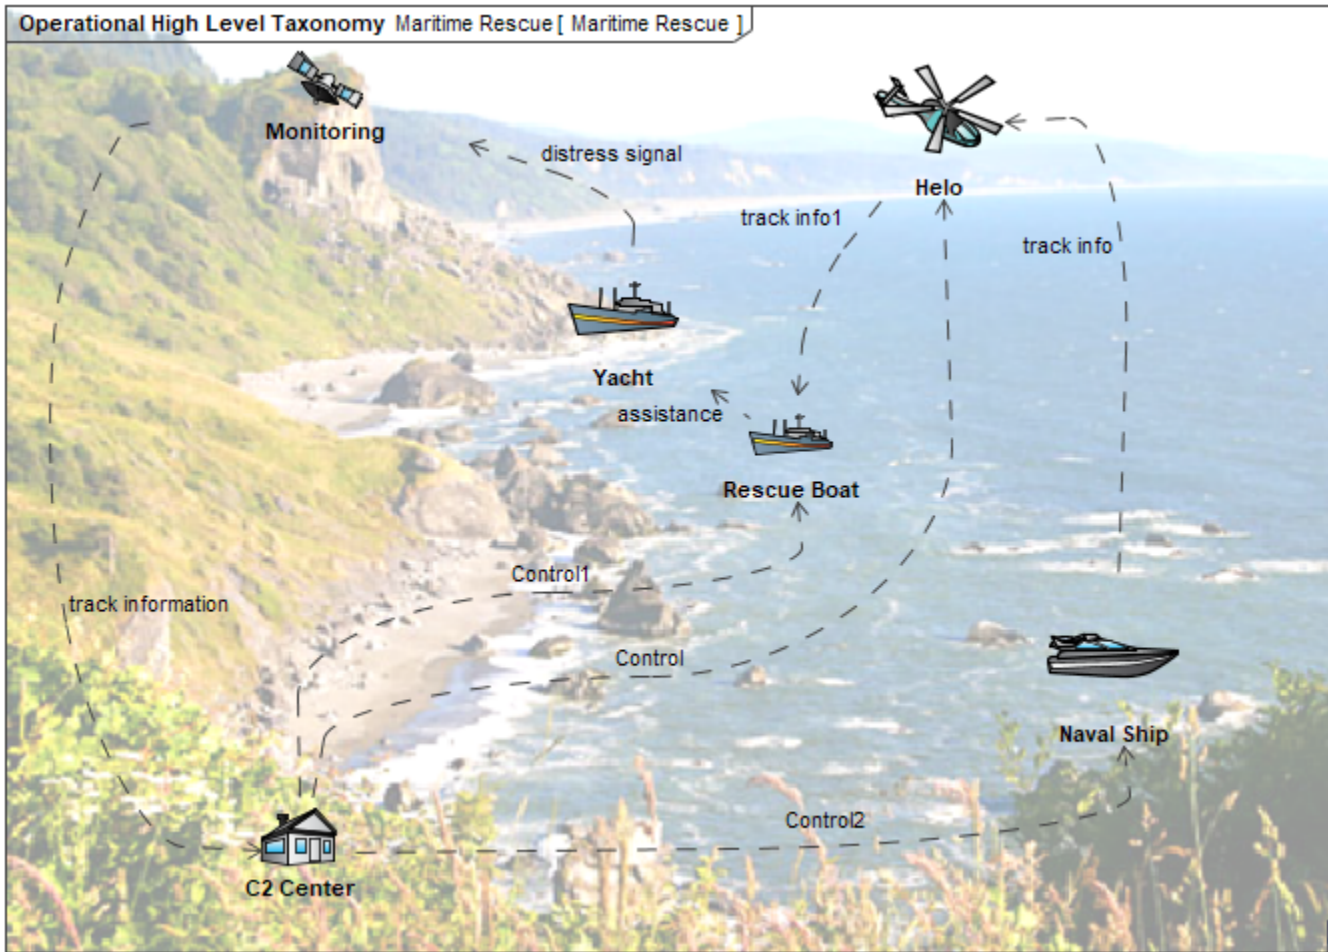 Operational High Level Taxonomy Maritime Rescue [ Maritime Rescue ]
Monitoring
distress signal
Helo
track info1
track info
Yacht
assistance
Rescue Boat
Control1
track information
Control
Naval Ship
Control2
C2 Center